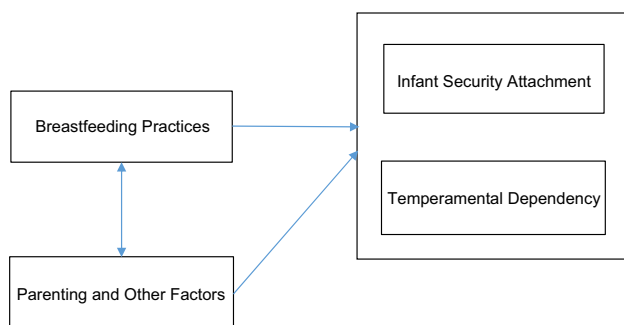 Infant Security Attachment
Breastfeeding Practices
Temperamental Dependency
Parenting and Other Factors